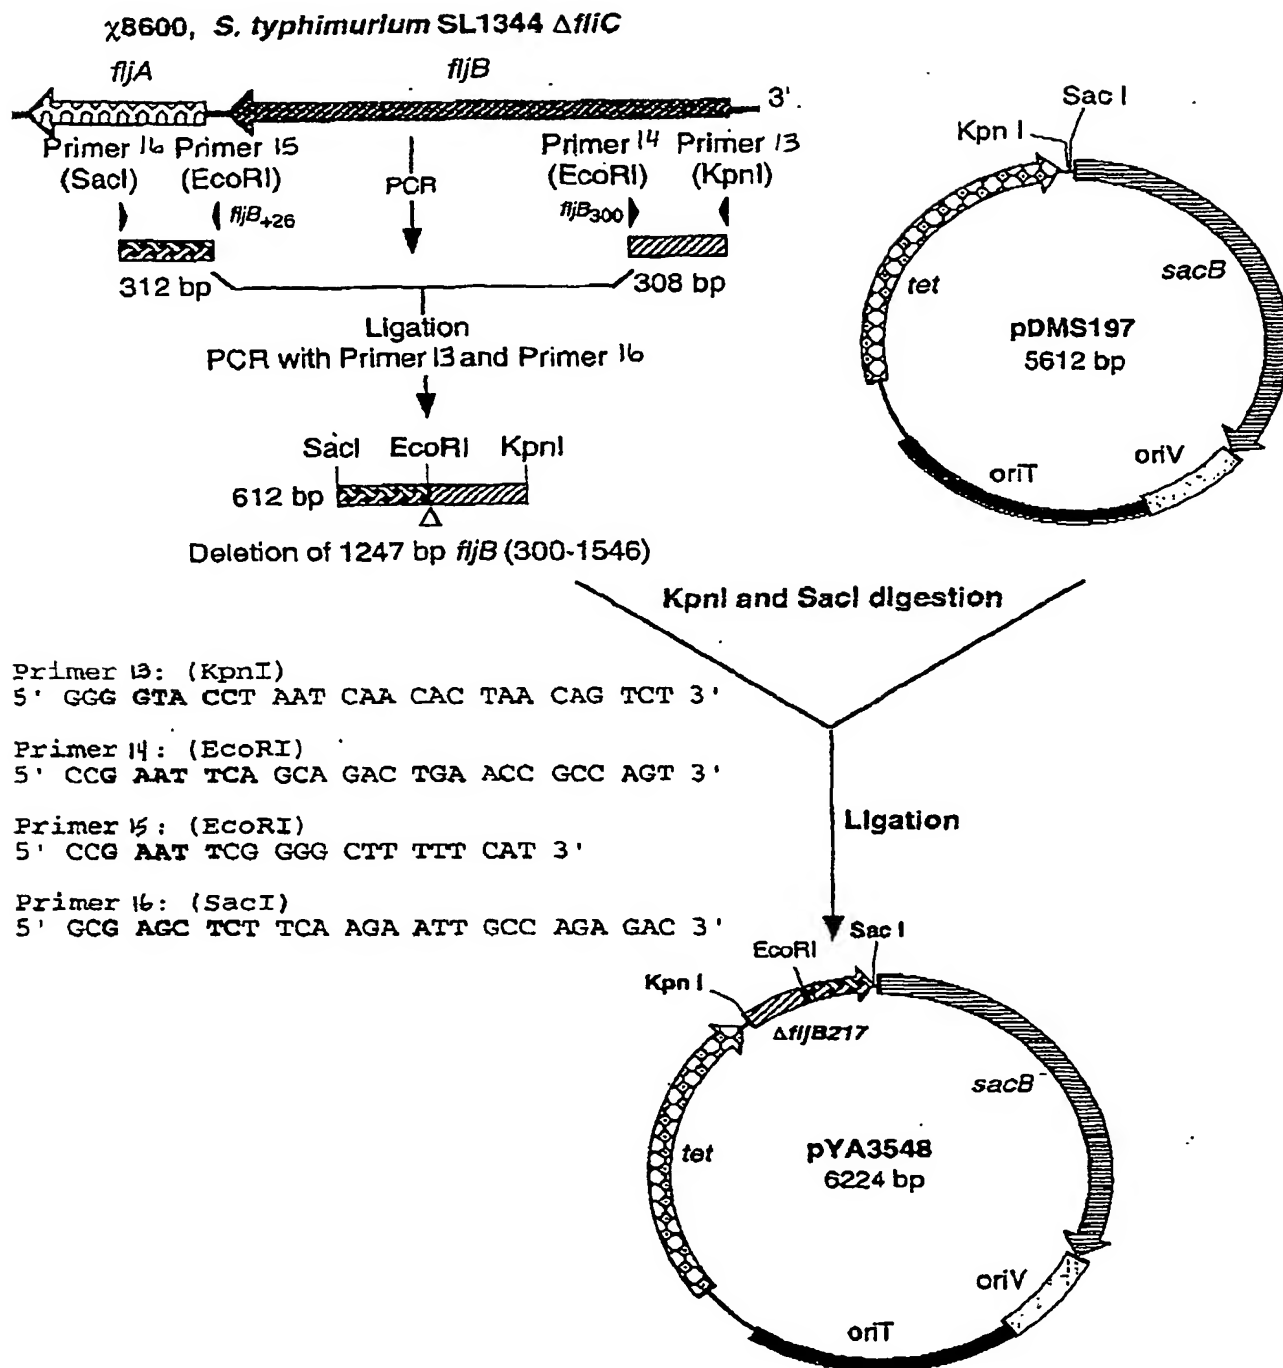 χ8600, S. typhimurium SL1344 ΔfliC
fljA
fljB
3'
Primer 16
(SacI)
Primer 15
(EcoRI)
Primer 14
(EcoRI)
Primer 13
(KpnI)
PCR
fljB+26
fljB300
312 bp
308 bp
Ligation
PCR with Primer 13 and Primer 16
SacI EcoRI KpnI
612 bp
Δ
Deletion of 1247 bp fljB (300-1546)
Kpn I
Sac I
tet
sacB
pDMS197
5612 bp
oriT
oriV
KpnI and SacI digestion
Primer 13: (KpnI)
5' GGG GTA CCT AAT CAA CAC TAA CAG TCT 3'
Primer 14: (EcoRI)
5' CCG AAT TCA GCA GAC TGA ACC GCC AGT 3'
Primer 15: (EcoRI)
5' CCG AAT TCG GGG CTT TTT CAT 3'
Primer 16: (SacI)
5' GCG AGC TCT TCA AGA ATT GCC AGA GAC 3'
Ligation
Kpn I
EcoRI
Sac I
ΔfljB217
sacB
tet
pYA3548
6224 bp
oriV
oriT